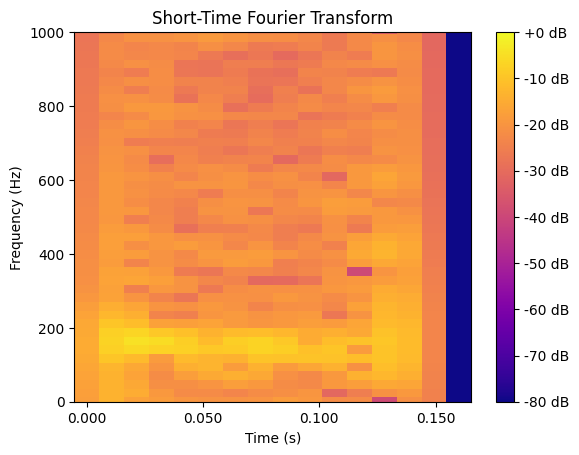 Short-Time Fourier Transform
1000
800
600
400
200
0
Frequency (Hz)
0.000
0.050
0.100
0.150
Time (s)
+0 dB
-10 dB
-20 dB
-30 dB
-40 dB
-50 dB
-60 dB
-70 dB
-80 dB